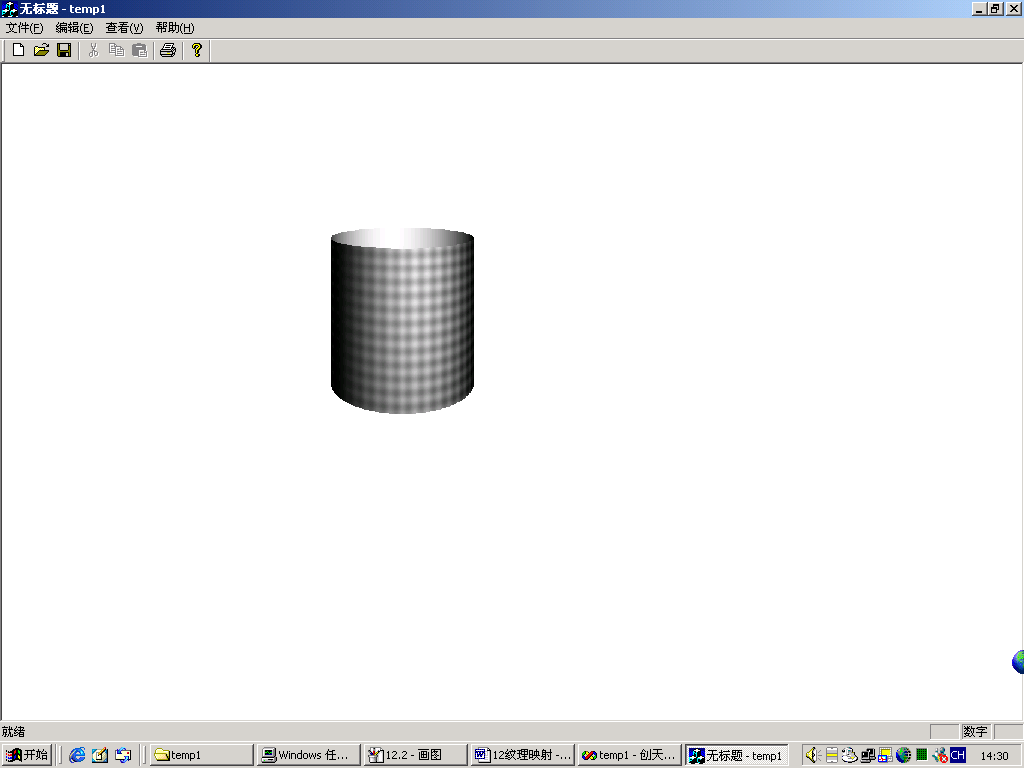 无标题 - temp1
文件(F) 编辑(E) 查看(V) 帮助(H)
就绪 数字
开始 temp1 Windows 任... 12.2 - 画图 12纹理映射 -... temp1 - 创天... 无标题 - temp1 CH 14:30